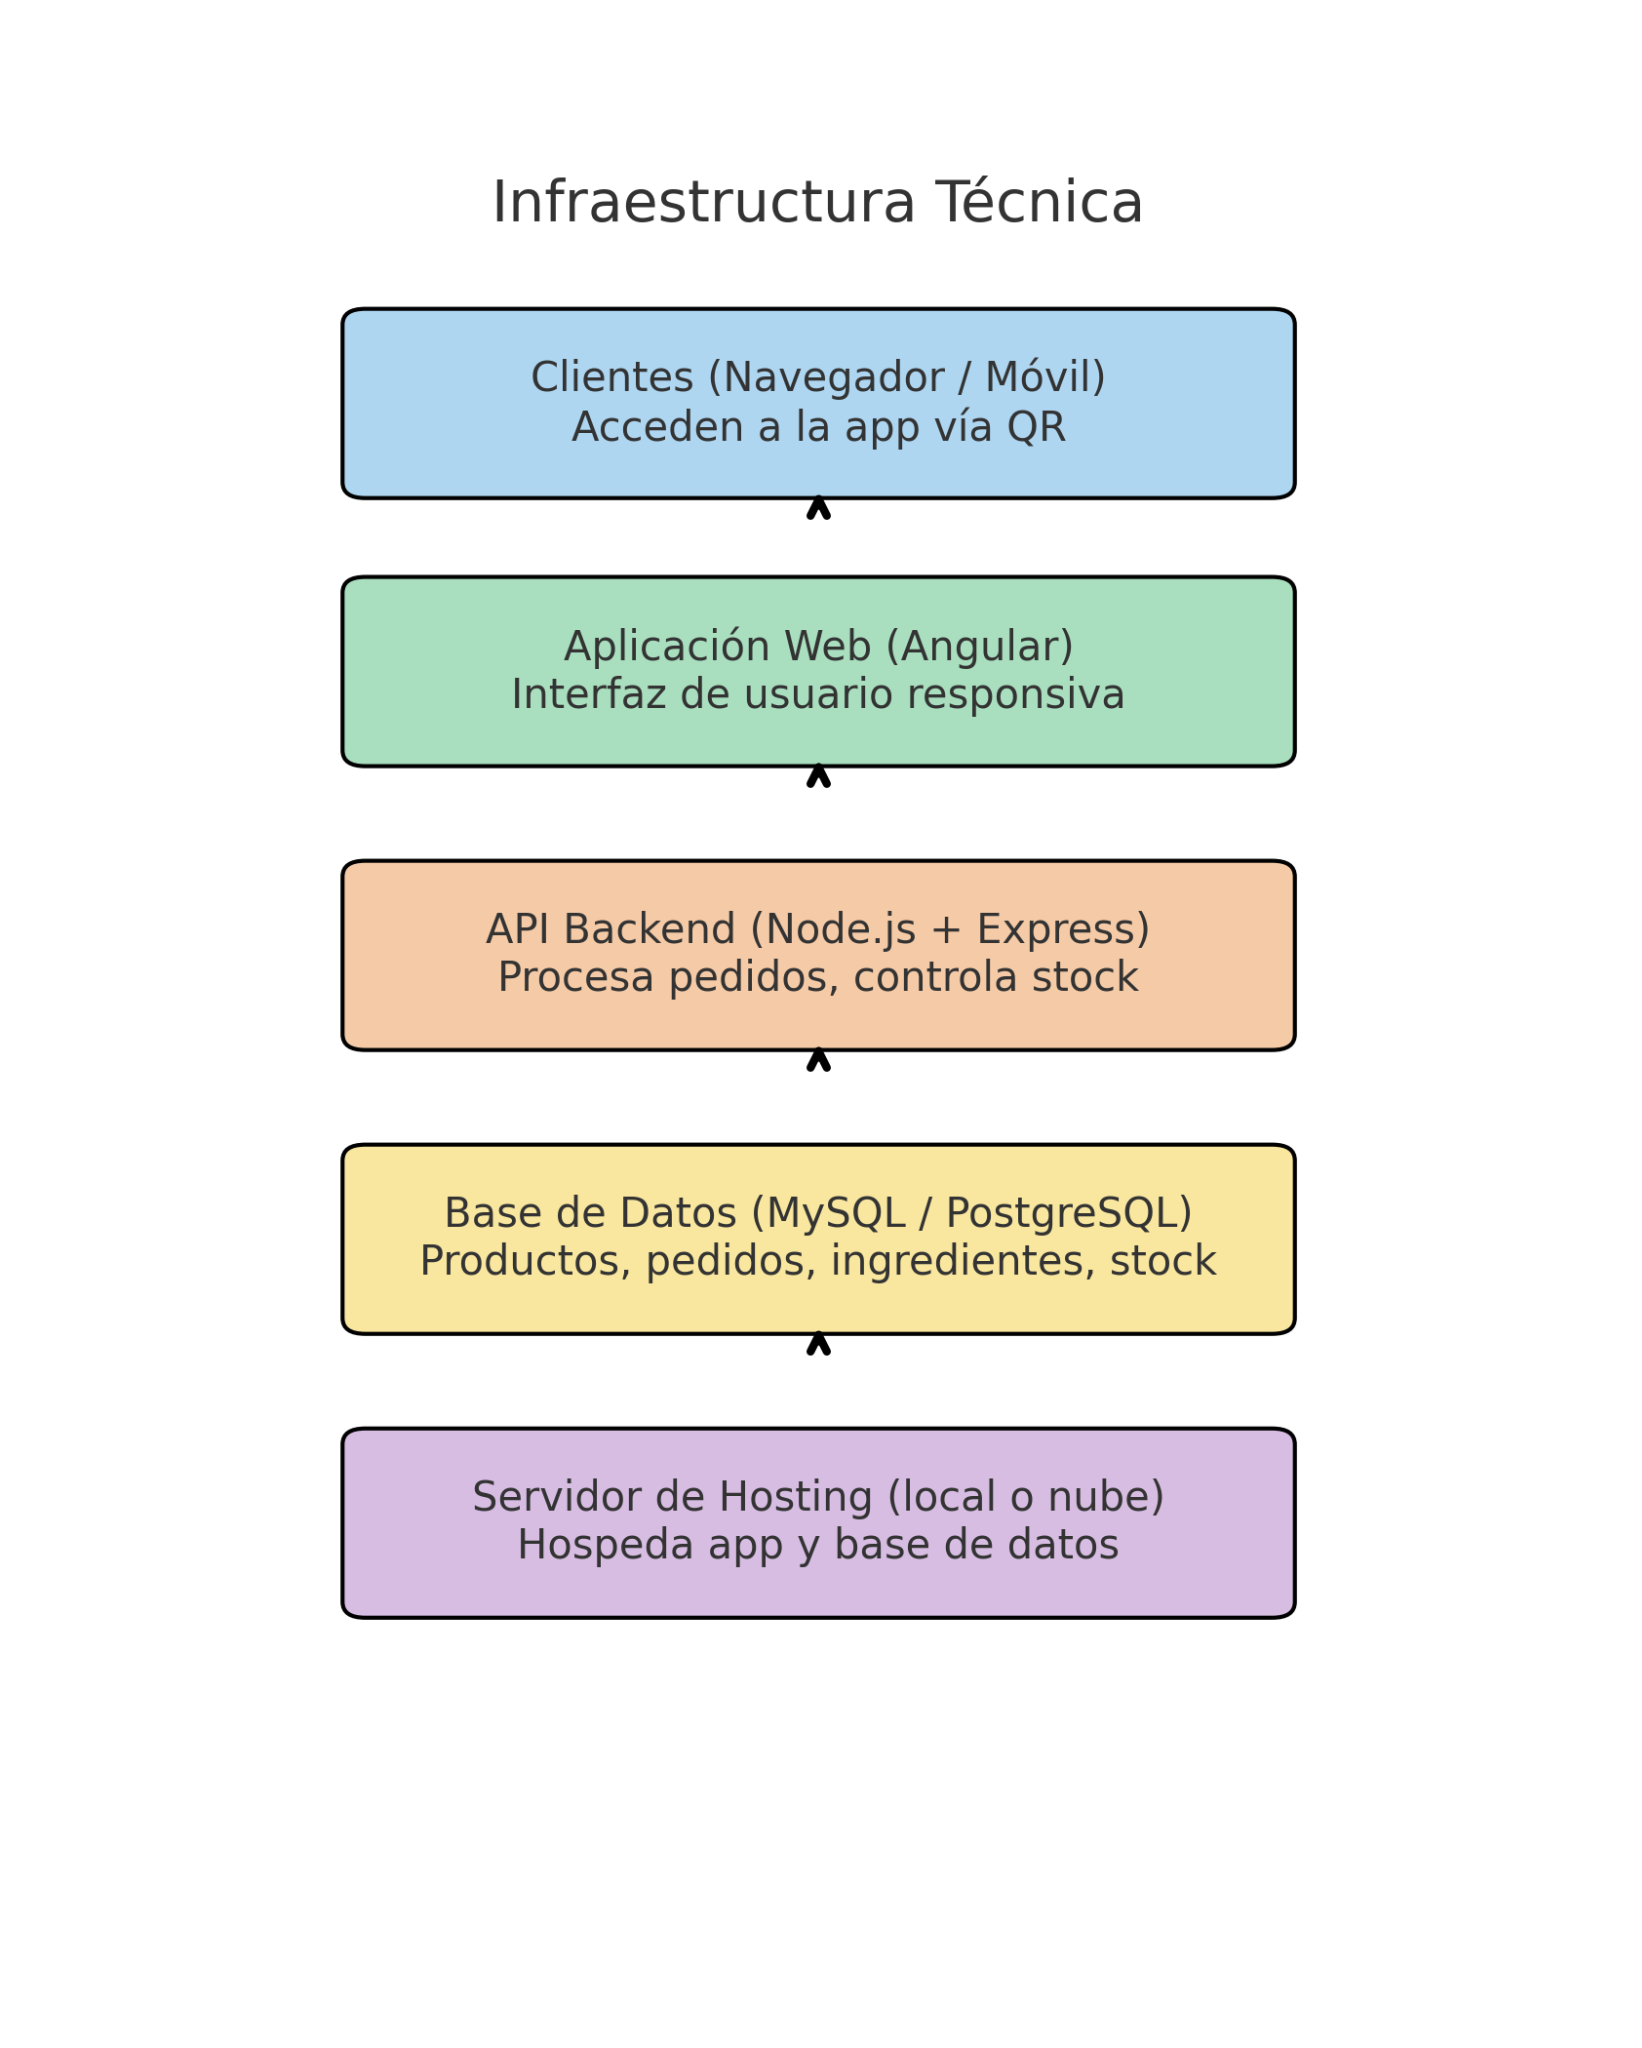 Infraestructura Técnica
Clientes (Navegador / Móvil)
Acceden a la app vía QR
Aplicación Web (Angular)
Interfaz de usuario responsiva
API Backend (Node.js + Express)
Procesa pedidos, controla stock
Base de Datos (MySQL / PostgreSQL)
Productos, pedidos, ingredientes, stock
Servidor de Hosting (local o nube)
Hospeda app y base de datos